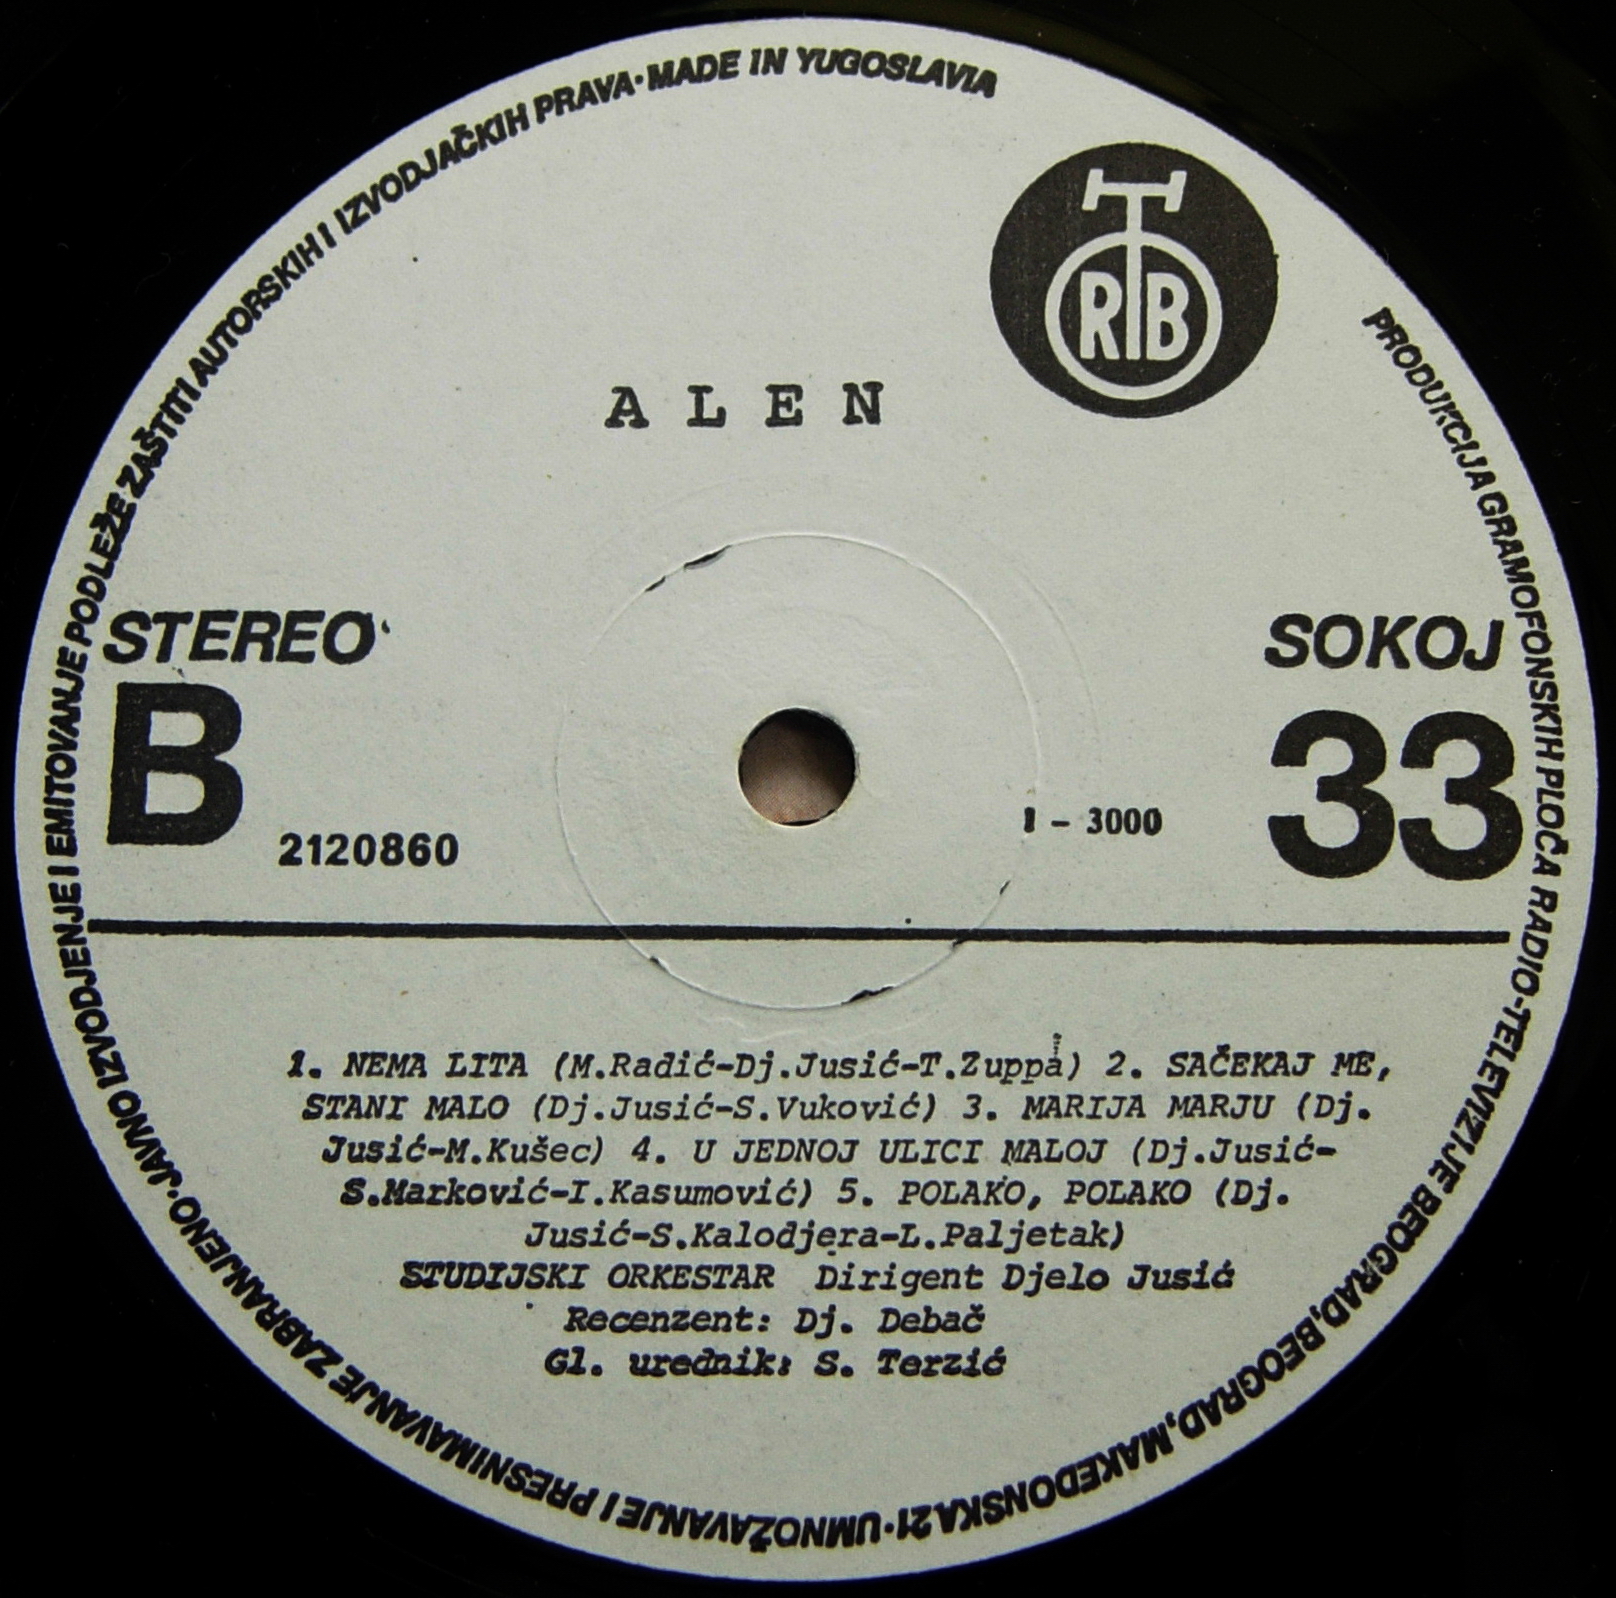 PRODUKCIJA GRAMOFONSKIH PLOČA RADIO-TELEVIZIJE BEOGRAD, BEOGRAD, MAKEDONSKA 21 · UMNOŽAVANJE I PRESNIMAVANJE ZABRANJENO · JAVNO IZVODJENJE I EMITOVANJE PODLEŽE ZAŠTITI AUTORSKIH I IZVODJAČKIH PRAVA · MADE IN YUGOSLAVIA
RTB
ALEN
STEREO
SOKOJ
B
33
2120860
1 - 3000
1. NEMA LITA (M.Radić-Dj.Jusić-T.Zuppa) 2. SAČEKAJ ME,
STANI MALO (Dj.Jusić-S.Vuković) 3. MARIJA MARJU (Dj.
Jusić-M.Kušec) 4. U JEDNOJ ULICI MALOJ (Dj.Jusić-
S.Marković-I.Kasumović) 5. POLAKO, POLAKO (Dj.
Jusić-S.Kalodjera-L.Paljetak)
STUDIJSKI ORKESTAR Dirigent Djelo Jusić
Recenzent: Dj. Debač
Gl. urednik: S. Terzić